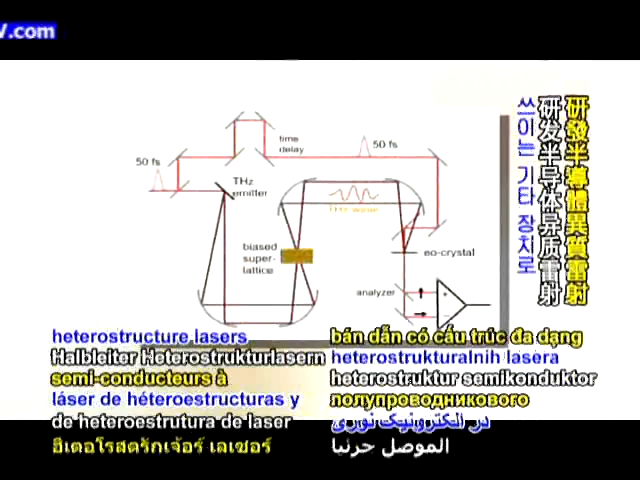 V.com
50 fs
time
delay
50 fs
THz
emitter
biased
super-
lattice
eo-crystal
analyzer
쓰이는 기타 장치로
研发半导体异质雷射
研發半導體異質雷射
heterostructure lasers
Halbleiter Heterostrukturlasern
semi-conducteurs à
láser de héteroestructuras y
de heteroestrutura de laser
ฮีเตอโรสตรักเจ้อร์ เลเซอร์
bán dẫn có cấu trúc đa dạng
heterostrukturalnih lasera
heterostruktur semikonduktor
полупроводникового
در الکترونیک نوری
الموصل جزئيا